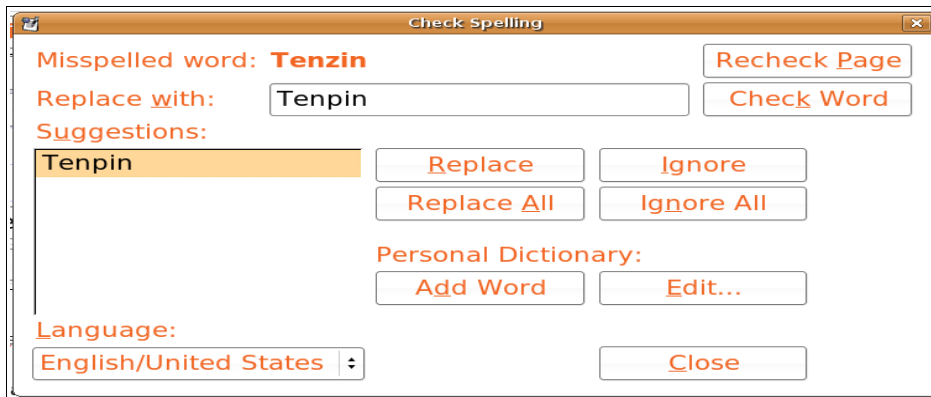 Check Spelling
Misspelled word: Tenzin
Recheck Page
Replace with: Tenpin
Check Word
Suggestions:
Tenpin
Replace
Ignore
Replace All
Ignore All
Personal Dictionary:
Add Word
Edit...
Language:
English/United States
Close